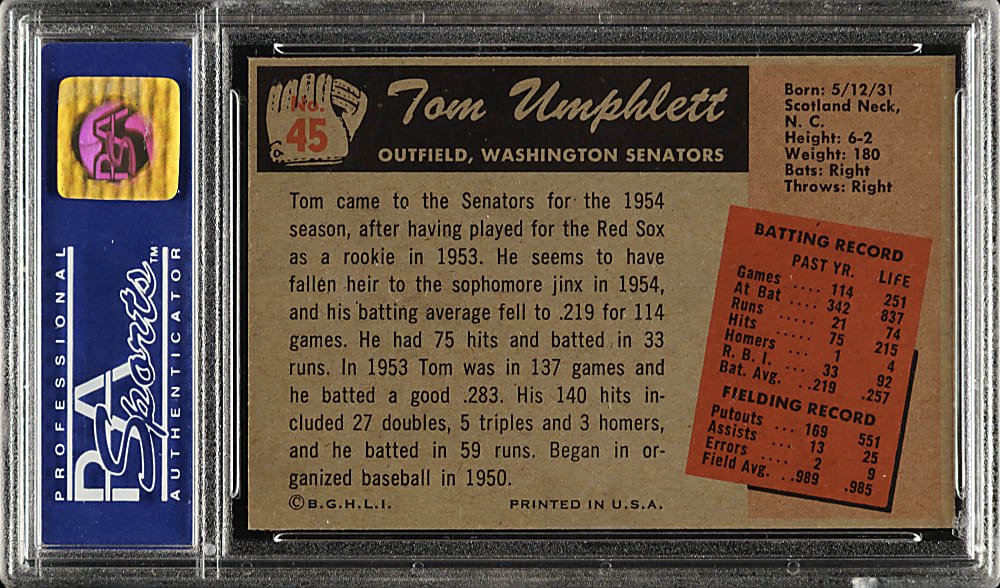 PSA
PROFESSIONAL
PSA Sports™
AUTHENTICATOR
No.
45
Tom Umphlett
OUTFIELD, WASHINGTON SENATORS
Born: 5/12/31
Scotland Neck,
N. C.
Height: 6-2
Weight: 180
Bats: Right
Throws: Right
Tom came to the Senators for the 1954
season, after having played for the Red Sox
as a rookie in 1953. He seems to have
fallen heir to the sophomore jinx in 1954,
and his batting average fell to .219 for 114
games. He had 75 hits and batted in 33
runs. In 1953 Tom was in 137 games and
he batted a good .283. His 140 hits in-
cluded 27 doubles, 5 triples and 3 homers,
and he batted in 59 runs. Began in or-
ganized baseball in 1950.
©B.G.H.L.I. PRINTED IN U.S.A.
BATTING RECORD
PAST YR. LIFE
Games .... 114 251
At Bat .... 342 837
Runs ..... 21 74
Hits ..... 75 215
Homers ... 1 4
R. B. I. ... 33 92
Bat. Avg. . .219 .257
FIELDING RECORD
Putouts ... 169 551
Assists ... 13 25
Errors .... 2 9
Field Avg. . .989 .985